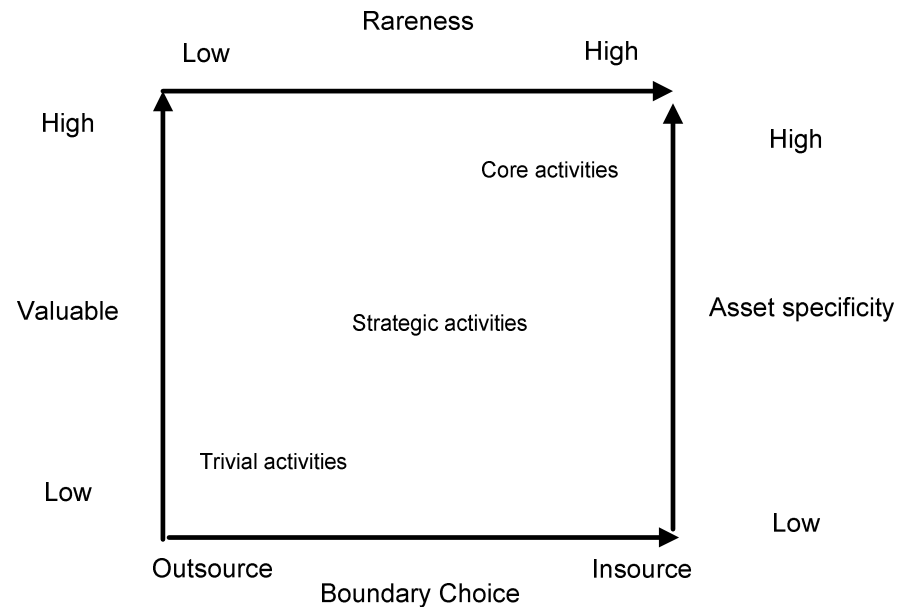 Rareness
Low
High
High
High
Core activities
Valuable
Strategic activities
Asset specificity
Trivial activities
Low
Low
Outsource
Insource
Boundary Choice